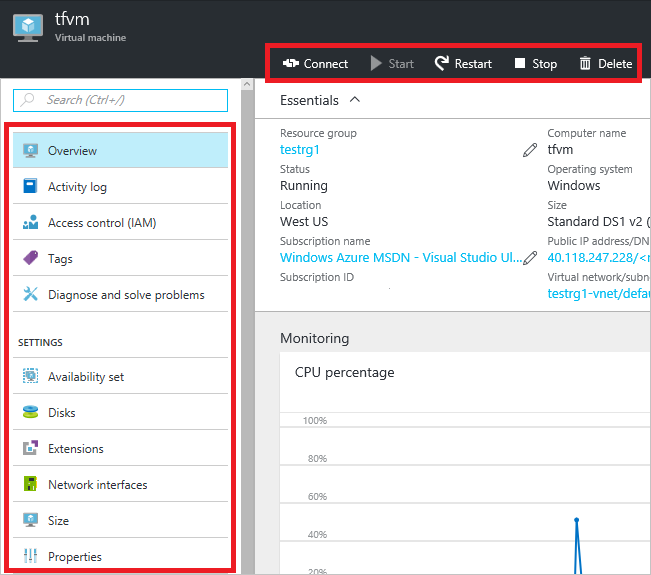 tfvm
Virtual machine
Connect
Start
Restart
Stop
Delete
Search (Ctrl+/)
Overview
Activity log
Access control (IAM)
Tags
Diagnose and solve problems
SETTINGS
Availability set
Disks
Extensions
Network interfaces
Size
Properties
Essentials
Resource group
testrg1
Status
Running
Location
West US
Subscription name
Windows Azure MSDN - Visual Studio Ul...
Subscription ID
Computer name
tfvm
Operating system
Windows
Size
Standard DS1 v2 (
Public IP address/DN
40.118.247.228/<
Virtual network/subn
testrg1-vnet/defa
Monitoring
CPU percentage
100%
80%
60%
40%
20%